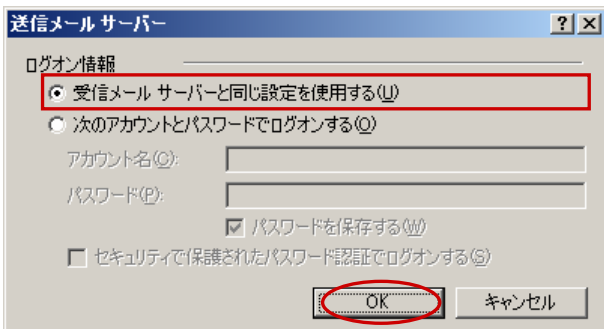 送信メール サーバー
ログオン情報
受信メール サーバーと同じ設定を使用する(U)
次のアカウントとパスワードでログオンする(O)
アカウント名(C):
パスワード(P):
パスワードを保存する(W)
セキュリティで保護されたパスワード認証でログオンする(S)
OK キャンセル